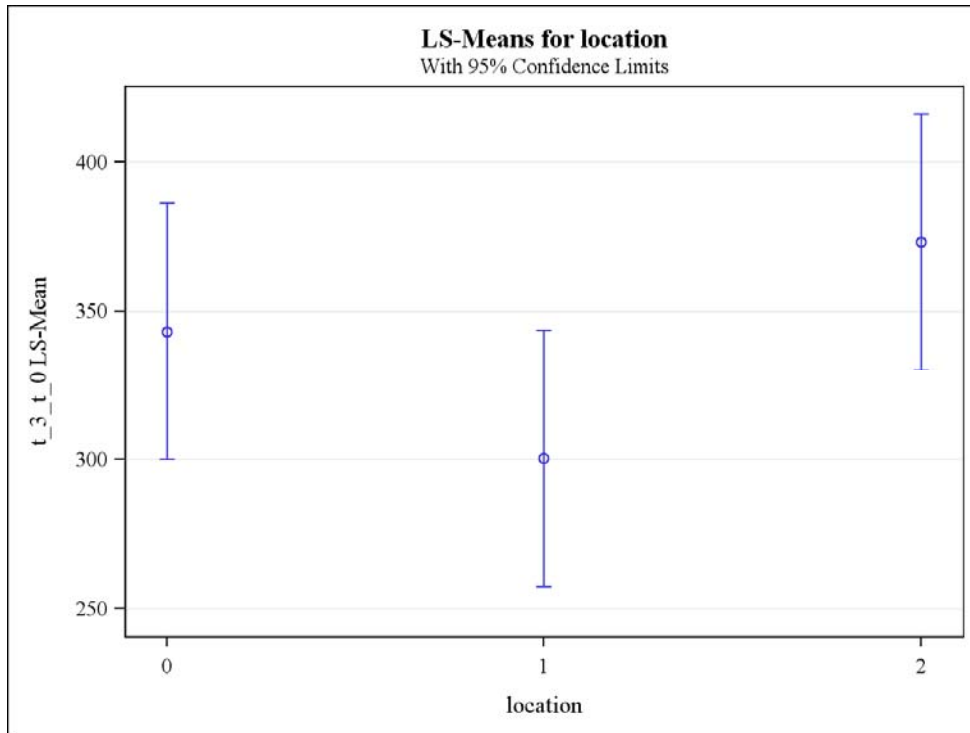 LS-Means for location
With 95% Confidence Limits
400
350
300
250
t_3_t_0 LS-Mean
0 1 2
location